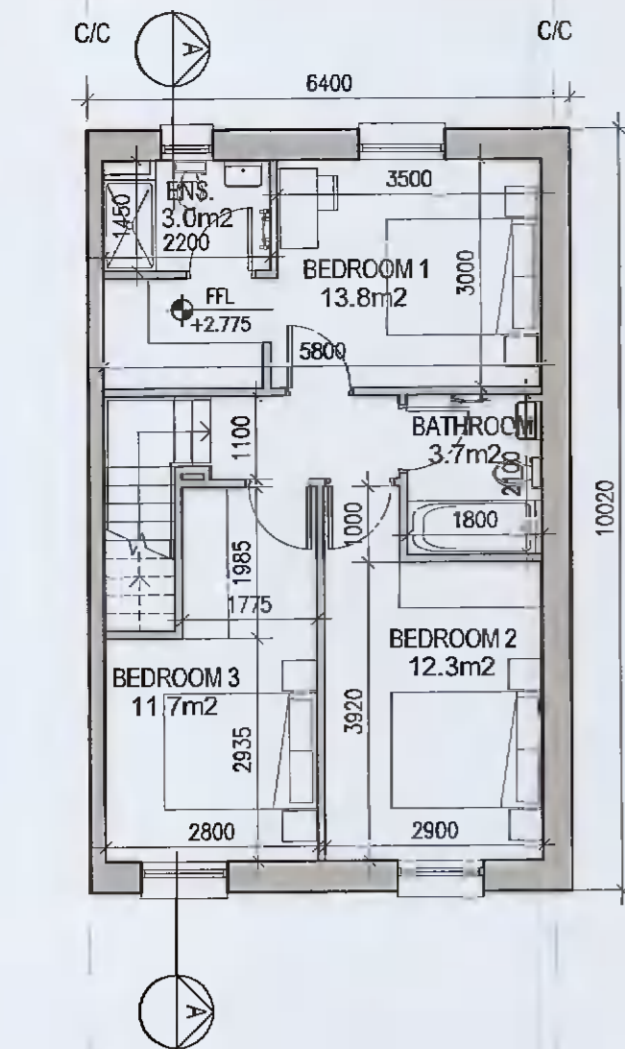 C/C
C/C
A
6400
ENS.
3.0m2
1450
2200
3500
BEDROOM 1
13.8m2
3000
FFL
+2.775
5800
BATHROOM
3.7m2
2100
1100
10020
1000
1800
1985
1775
BEDROOM 2
12.3m2
BEDROOM 3
11.7m2
3920
2935
2800
2900
A